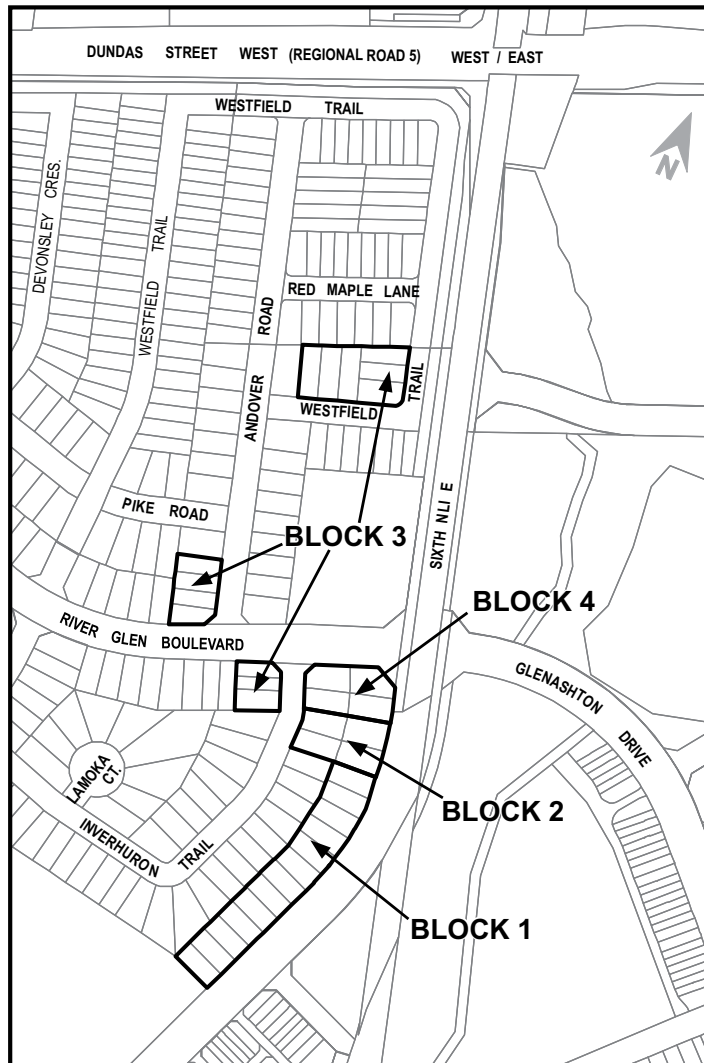 DUNDAS STREET WEST (REGIONAL ROAD 5) WEST / EAST
WESTFIELD TRAIL
N
DEVONSLEY CRES.
WESTFIELD TRAIL
RED MAPLE LANE
ANDOVER ROAD
WESTFIELD TRAIL
PIKE ROAD
SIXTH NLI E
BLOCK 3
BLOCK 4
RIVER GLEN BOULEVARD
GLENASHTON DRIVE
LAMOKA CT.
BLOCK 2
INVERHURON TRAIL
BLOCK 1